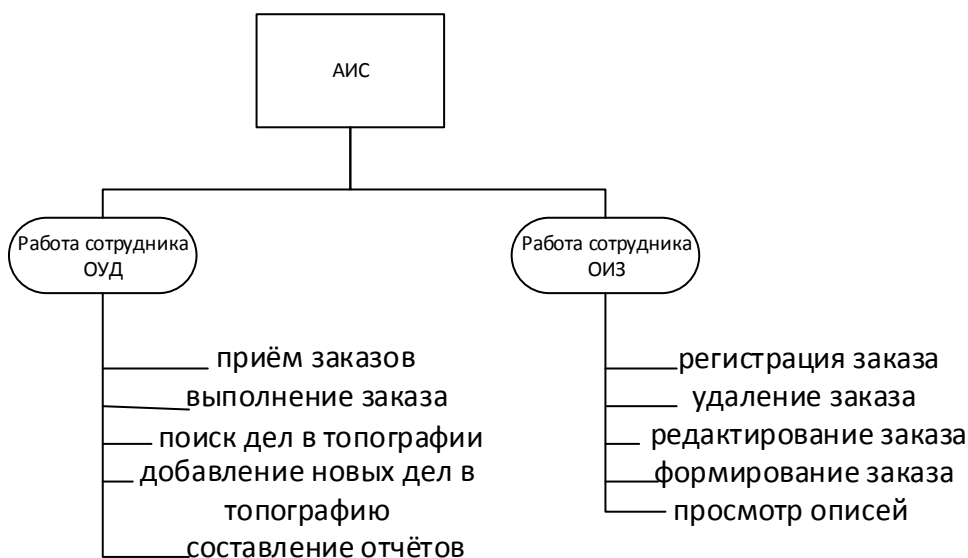 АИС
Работа сотрудника
ОУД
приём заказов
выполнение заказа
поиск дел в топографии
добавление новых дел в
топографию
составление отчётов
Работа сотрудника
ОИЗ
регистрация заказа
удаление заказа
редактирование заказа
формирование заказа
просмотр описей